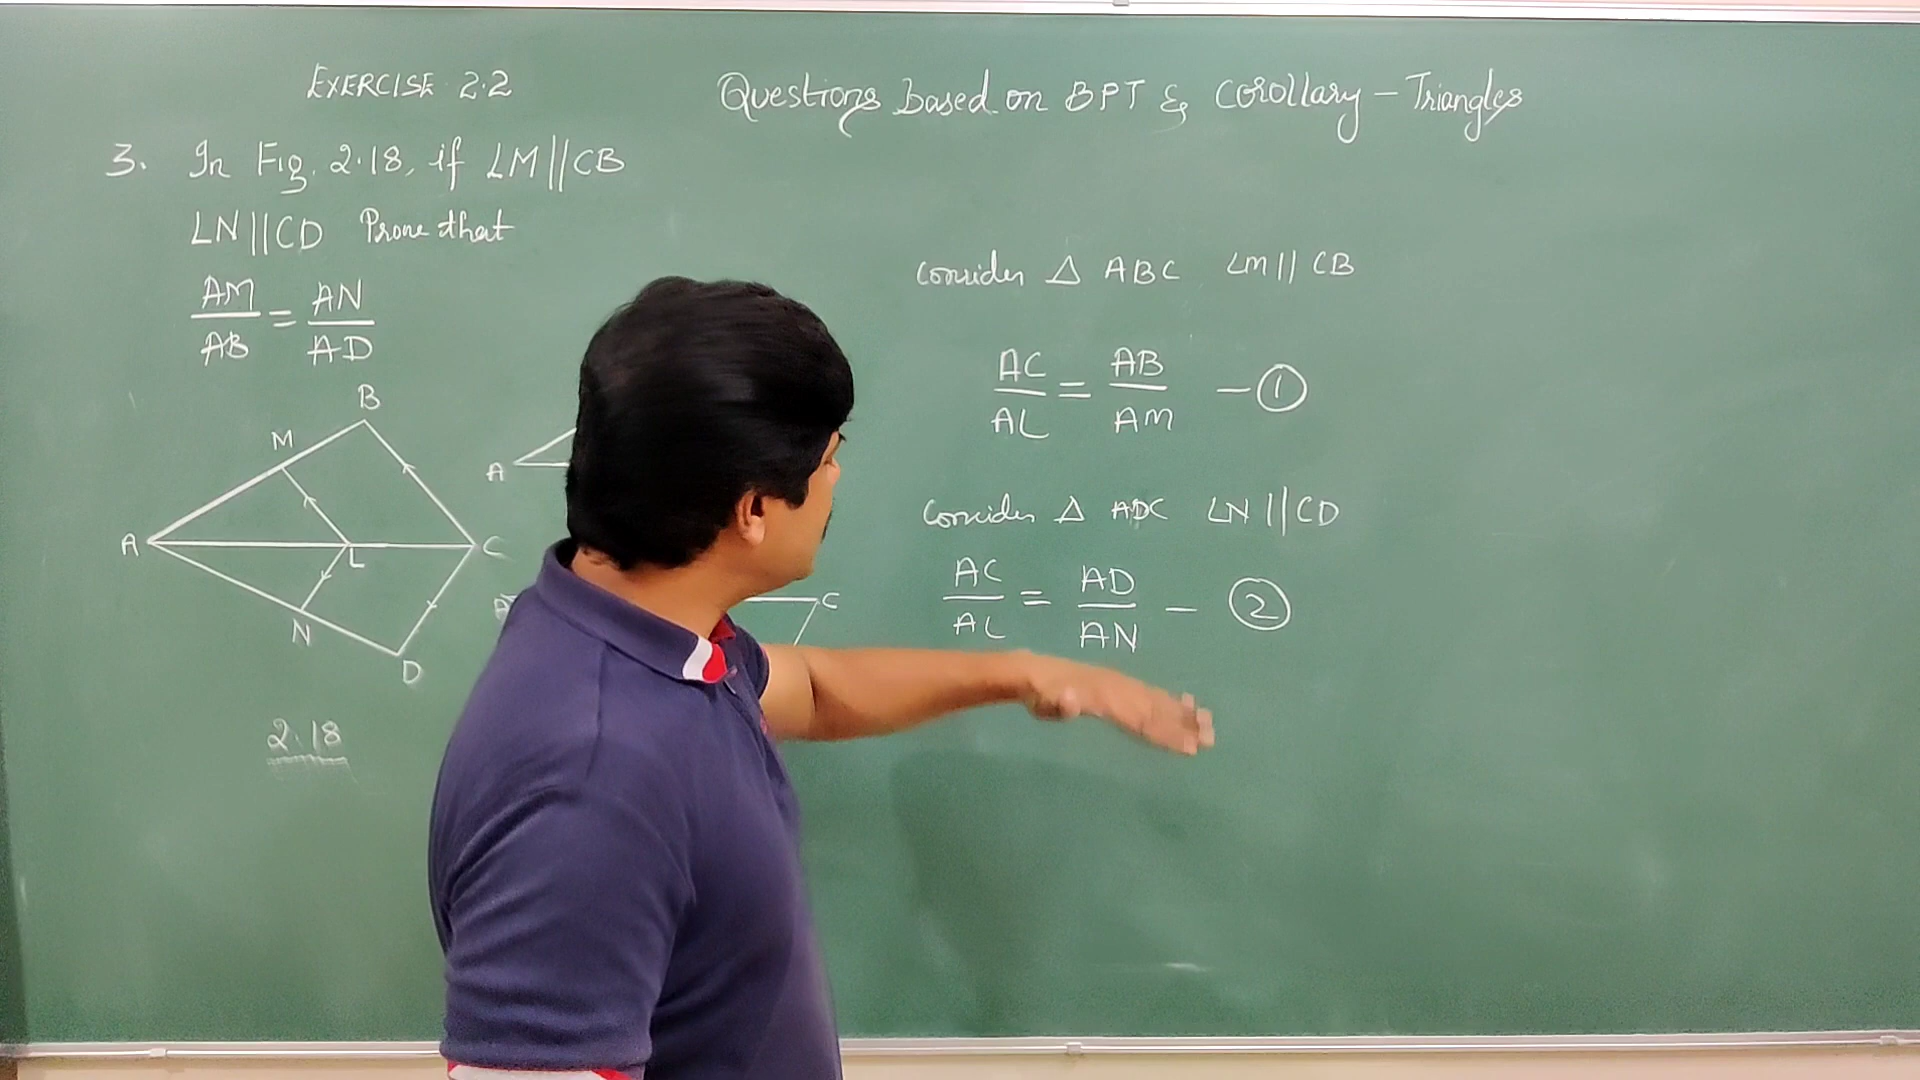 EXERCISE 2.2
Questions Based on BPT & Corollary - Triangles
3. In Fig. 2.18, if LM || CB
LN || CD Prove that
AM/AB = AN/AD
B
M
A
L
C
N
D
2.18
A
A
C
Consider △ ABC LM || CB
AC/AL = AB/AM - ①
Consider △ ADC LN || CD
AC/AL = AD/AN - ②